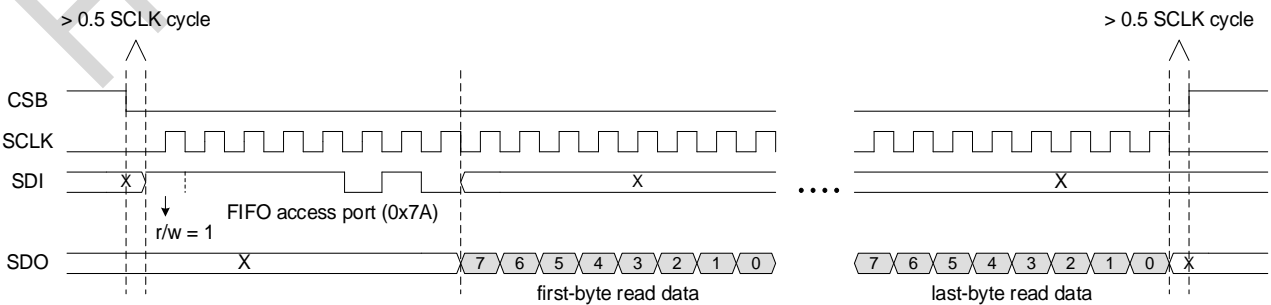 > 0.5 SCLK cycle > 0.5 SCLK cycle
CSB
SCLK
SDI X X X
....
FIFO access port (0x7A)
r/w = 1
SDO X 7 6 5 4 3 2 1 0 7 6 5 4 3 2 1 0 X
first-byte read data last-byte read data